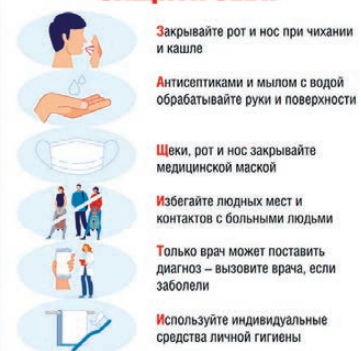 Закрывайте рот и нос при чихании
и кашле
Антисептиками и мылом с водой
обрабатывайте руки и поверхности
Щеки, рот и нос закрывайте
медицинской маской
Избегайте людных мест и
контактов с больными людьми
Только врач может поставить
диагноз – вызовите врача, если
заболели
Используйте индивидуальные
средства личной гигиены